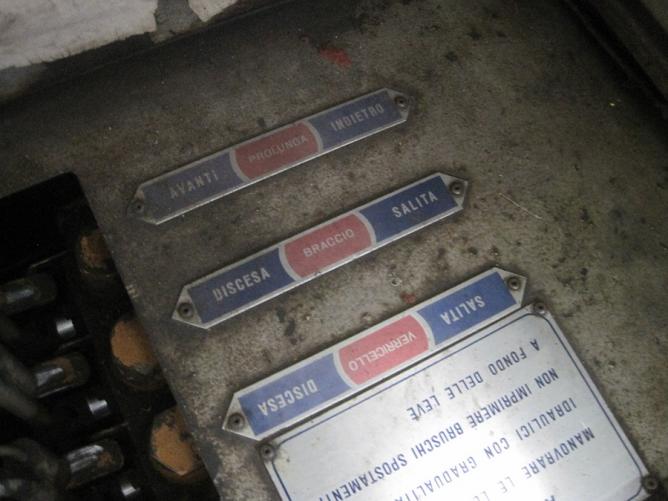 AVANTI PROLUNGA INDIETRO
DISCESA BRACCIO SALITA
SALITA VERRICELLO DISCESA
MANOVRARE LE
IDRAULICI CON GRADUALITA
NON IMPRIMERE BRUSCHI SPOSTAMENTI
A FONDO DELLE LEVE